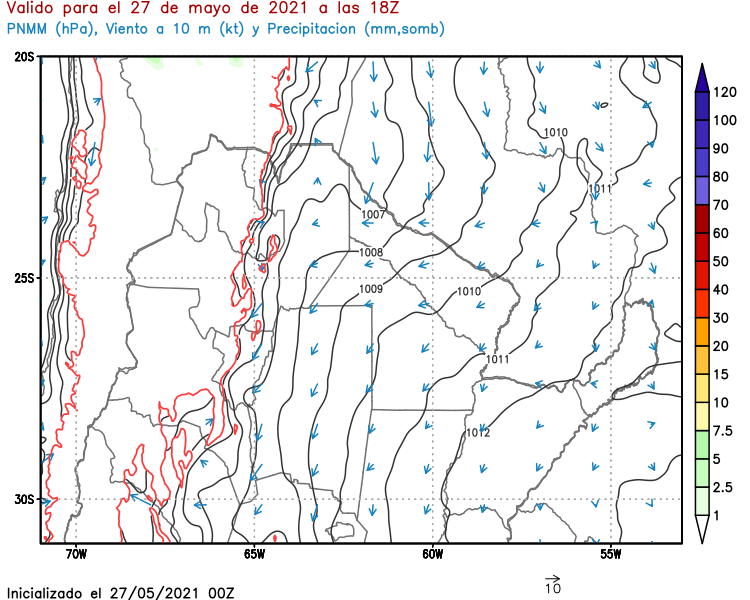 Valido para el 27 de mayo de 2021 a las 18Z
PNMM (hPa), Viento a 10 m (kt) y Precipitacion (mm,somb)
20S
25S
30S
70W
65W
60W
55W
1010
1011
1007
1008
1009
1010
1011
1012
120
100
90
80
70
60
50
40
30
20
15
10
7.5
5
2.5
1
10
Inicializado el 27/05/2021 00Z